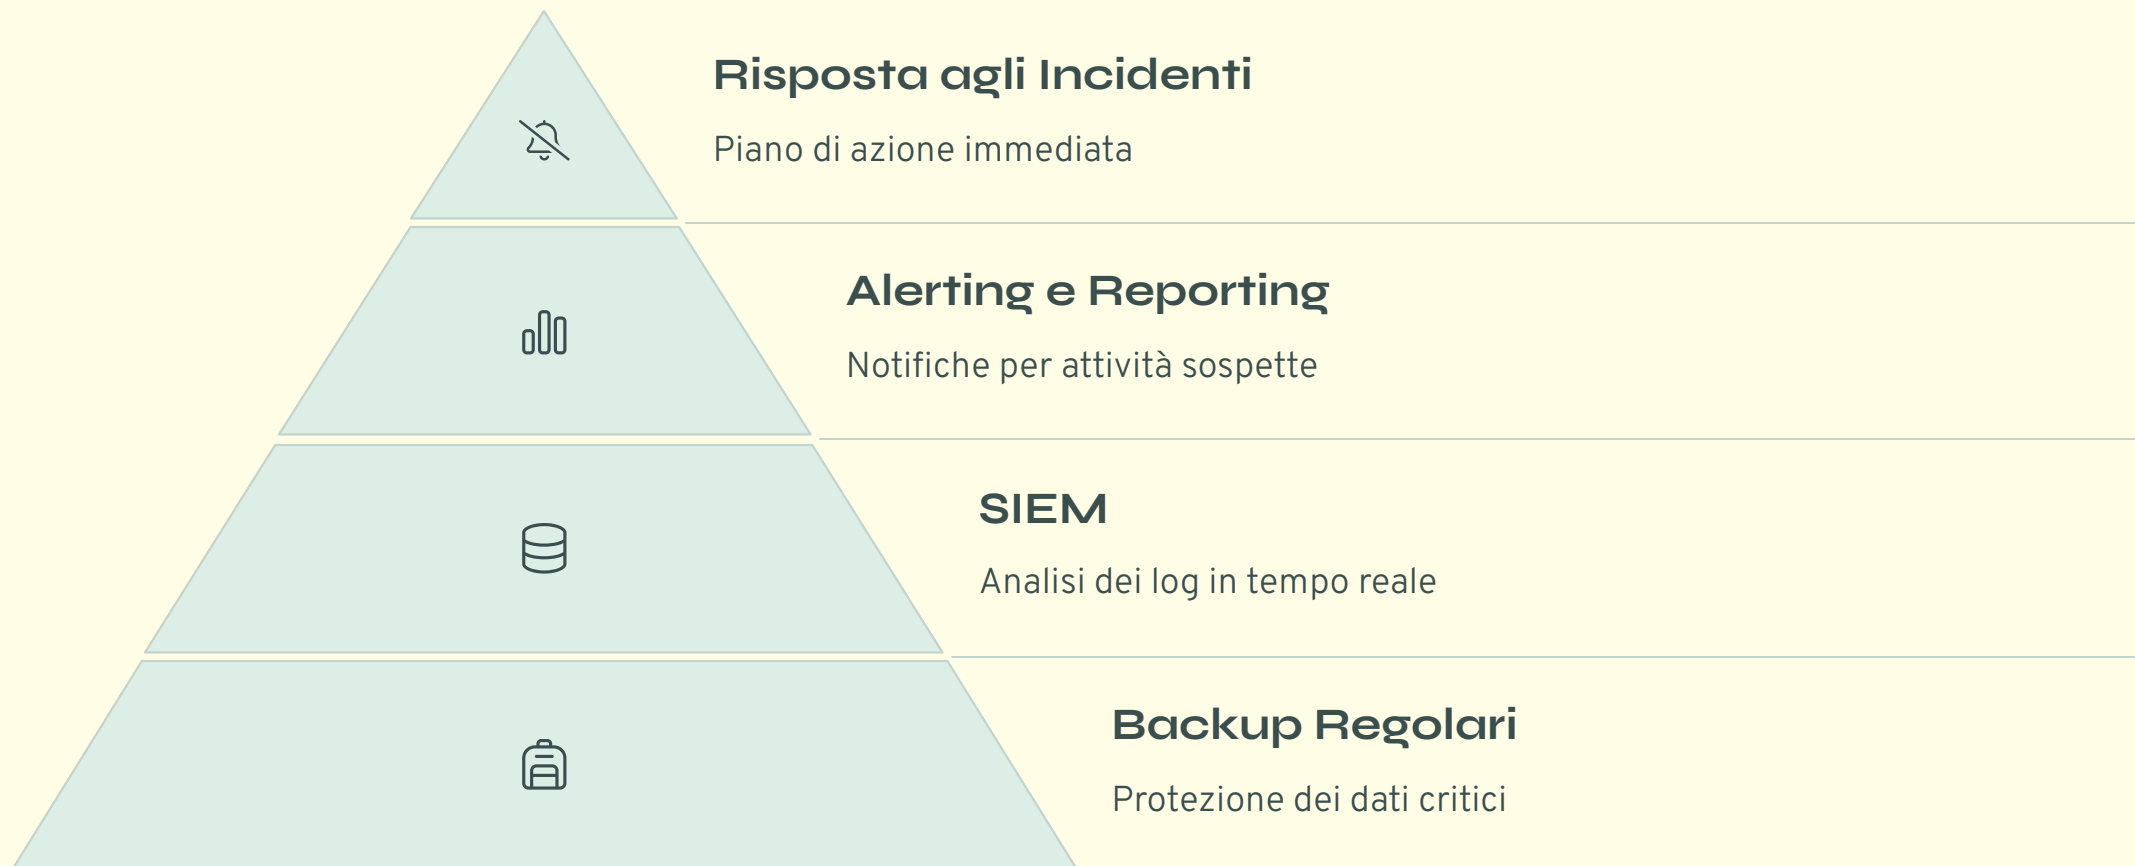 Risposta agli Incidenti
Piano di azione immediata
Alerting e Reporting
Notifiche per attività sospette
SIEM
Analisi dei log in tempo reale
Backup Regolari
Protezione dei dati critici